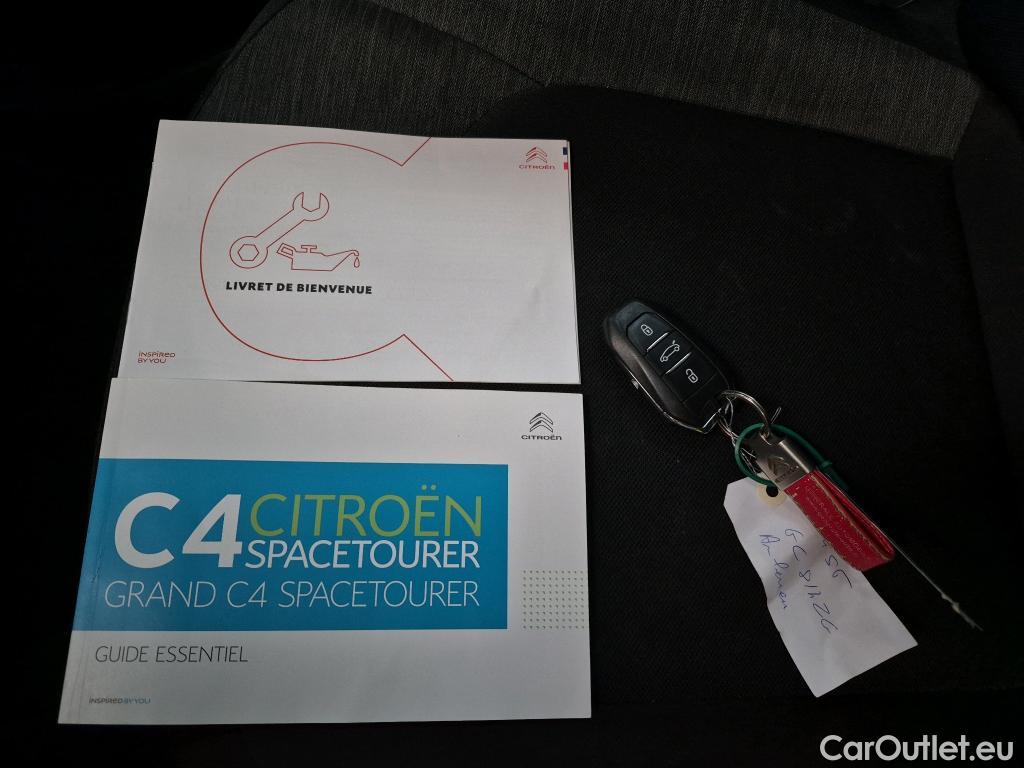 CITROËN
LIVRET DE BIENVENUE
INSPIRED
BY YOU
CITROËN
C4 CITROËN
SPACETOURER
GRAND C4 SPACETOURER
GUIDE ESSENTIEL
INSPIRED BY YOU
CarOutlet.eu